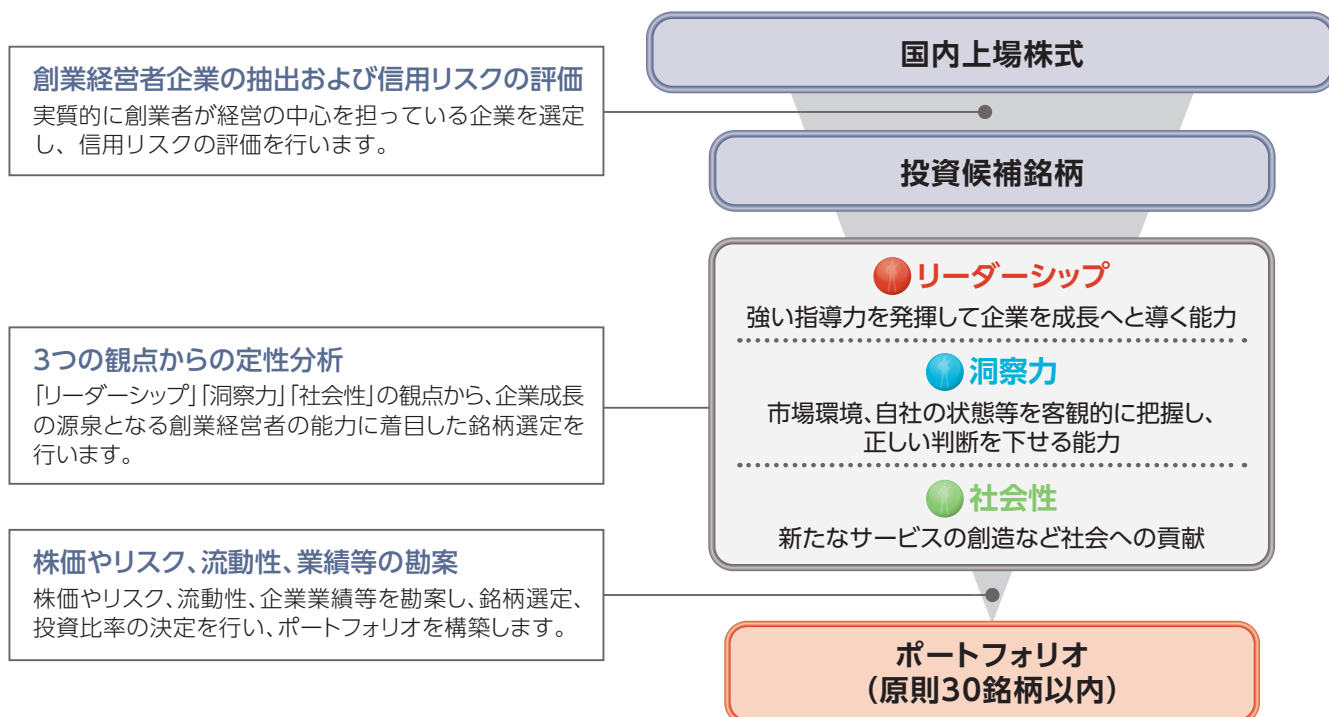 国内上場株式
創業経営者企業の抽出および信用リスクの評価
実質的に創業者が経営の中心を担っている企業を選定
し、信用リスクの評価を行います。
投資候補銘柄
リーダーシップ
強い指導力を発揮して企業を成長へと導く能力
洞察力
市場環境、自社の状態等を客観的に把握し、
正しい判断を下せる能力
社会性
新たなサービスの創造など社会への貢献
3つの観点からの定性分析
「リーダーシップ」「洞察力」「社会性」の観点から、企業成長
の源泉となる創業経営者の能力に着目した銘柄選定を
行います。
株価やリスク、流動性、業績等の勘案
株価やリスク、流動性、企業業績等を勘案し、銘柄選定、
投資比率の決定を行い、ポートフォリオを構築します。
ポートフォリオ
（原則30銘柄以内）